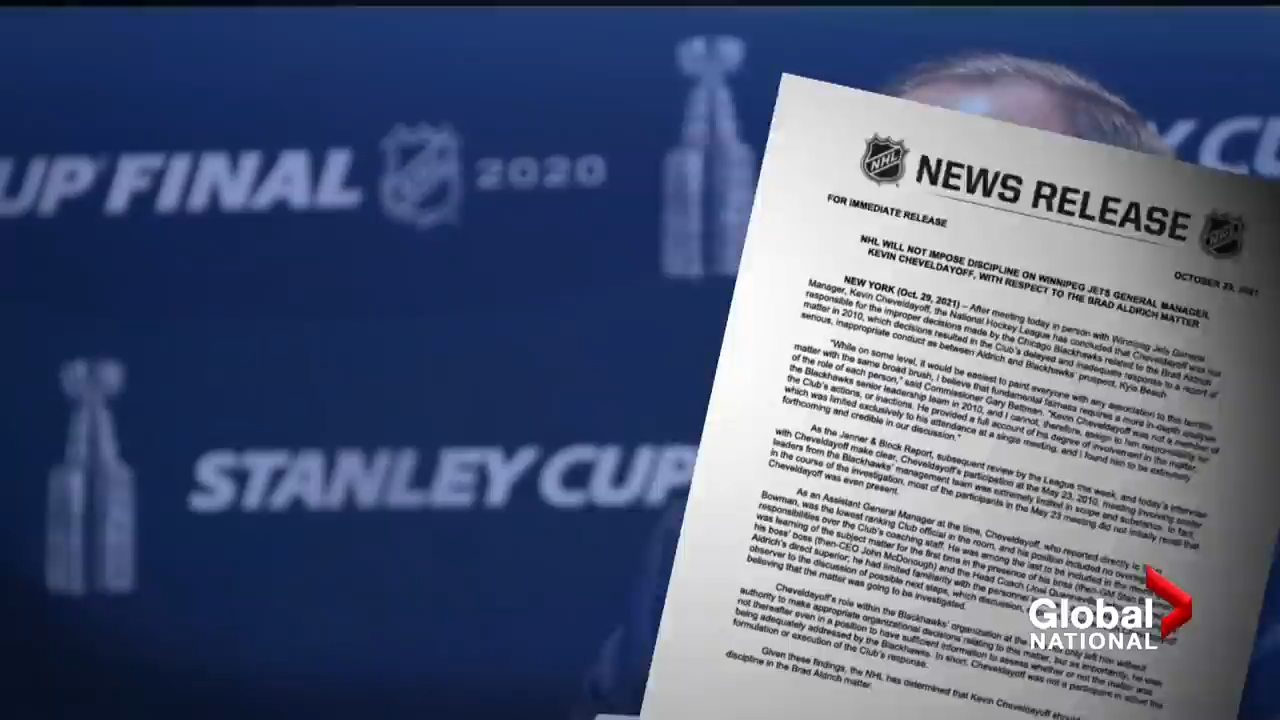 UP FINAL
NHL
2020
Y CU
STANLEY CUP
NHL
NEWS RELEASE
NHL
FOR IMMEDIATE RELEASE
OCTOBER 29, 2021
NHL WILL NOT IMPOSE DISCIPLINE ON WINNIPEG JETS GENERAL MANAGER,
KEVIN CHEVELDAYOFF, WITH RESPECT TO THE BRAD ALDRICH MATTER
NEW YORK (Oct. 29, 2021) – After meeting today in person with Winnipeg Jets General
Manager, Kevin Cheveldayoff, the National Hockey League has concluded that Cheveldayoff was not
responsible for the improper decisions made by the Chicago Blackhawks related to the Brad Aldrich
matter in 2010, which decisions resulted in the Club's delayed and inadequate response to a report of
serious, inappropriate conduct as between Aldrich and Blackhawks' prospect, Kyle Beach.
"While on some level, it would be easiest to paint everyone with any association to this terrible
matter with the same broad brush, I believe that fundamental fairness requires a more in-depth analysis
of the role of each person," said Commissioner Gary Bettman. "Kevin Cheveldayoff was not a member of
the Blackhawks senior leadership team in 2010, and I cannot, therefore, assign to him responsibility for
the Club's actions, or inactions. He provided a full account of his degree of involvement in the matter,
which was limited exclusively to his attendance at a single meeting, and I found him to be extremely
forthcoming and credible in our discussion."
As the Jenner & Block Report, subsequent review by the League this week, and today's interview
with Cheveldayoff make clear, Cheveldayoff's participation at the May 23, 2010, meeting involving senior
leaders from the Blackhawks' management team was extremely limited in scope and substance. In fact,
in the course of the investigation, most of the participants in the May 23 meeting did not initially recall that
Cheveldayoff was even present.
As an Assistant General Manager at the time, Cheveldayoff, who reported directly to
Bowman, was the lowest ranking Club official in the room, and his position included no oversight
responsibilities over the Club's coaching staff. He was among the last to be included in the
was learning of the subject matter for the first time in the presence of his boss (then-GM Stan
his boss' boss (then-CEO John McDonough) and the Head Coach (Joel
Aldrich's direct superior; he had limited familiarity with the personnel
observer to the discussion of possible next steps, which discussion,
believing that the matter was going to be investigated.
Cheveldayoff's role within the Blackhawks' organization at the only left him without
authority to make appropriate organizational decisions relating to this matter, but as importantly, he was
not thereafter even in a position to have sufficient information to assess whether or not the matter was
being adequately addressed by the Blackhawks. In short, Cheveldayoff was not a participant in either the
formulation or execution of the Club's response.
Given these findings, the NHL has determined that Kevin Cheveldayoff should
discipline in the Brad Aldrich matter.
Global
NATIONAL